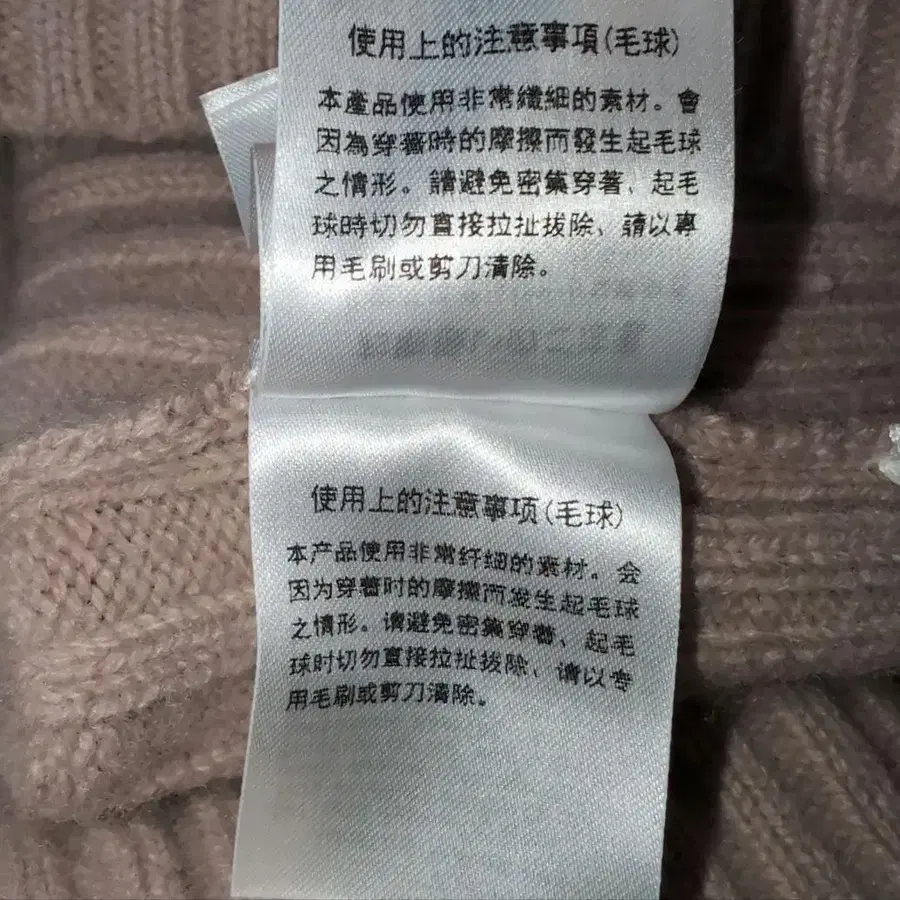 使用上的注意事項(毛球)
本產品使用非常纖細的素材。會
因為穿著時的摩擦而發生起毛球
之情形。請避免密集穿著、起毛
球時切勿直接拉扯拔除、請以專
用毛刷或剪刀清除。
使用上的注意事项(毛球)
本产品使用非常纤细的素材。会
因为穿着时的摩擦而发生起毛球
之情形。请避免密集穿着、起毛
球时切勿直接拉扯拔除、请以专
用毛刷或剪刀清除。